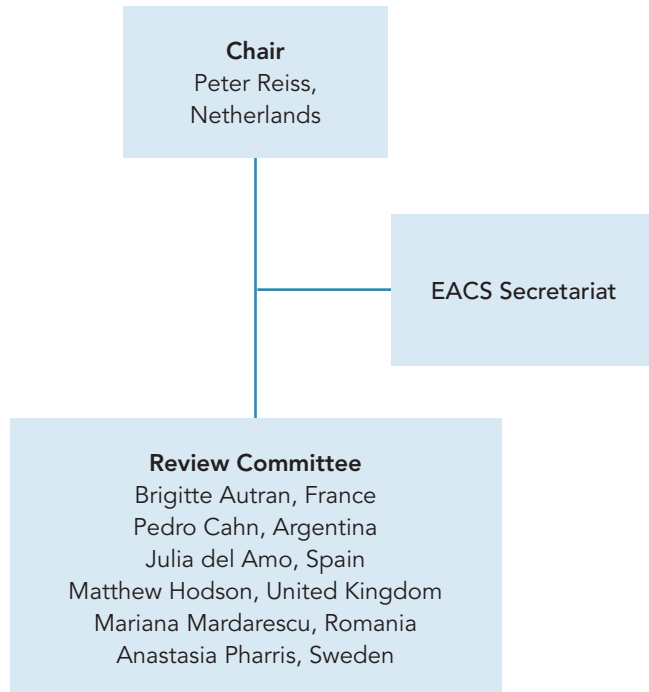 Chair
Peter Reiss,
Netherlands
EACS Secretariat
Review Committee
Brigitte Autran, France
Pedro Cahn, Argentina
Julia del Amo, Spain
Matthew Hodson, United Kingdom
Mariana Mardarescu, Romania
Anastasia Pharris, Sweden